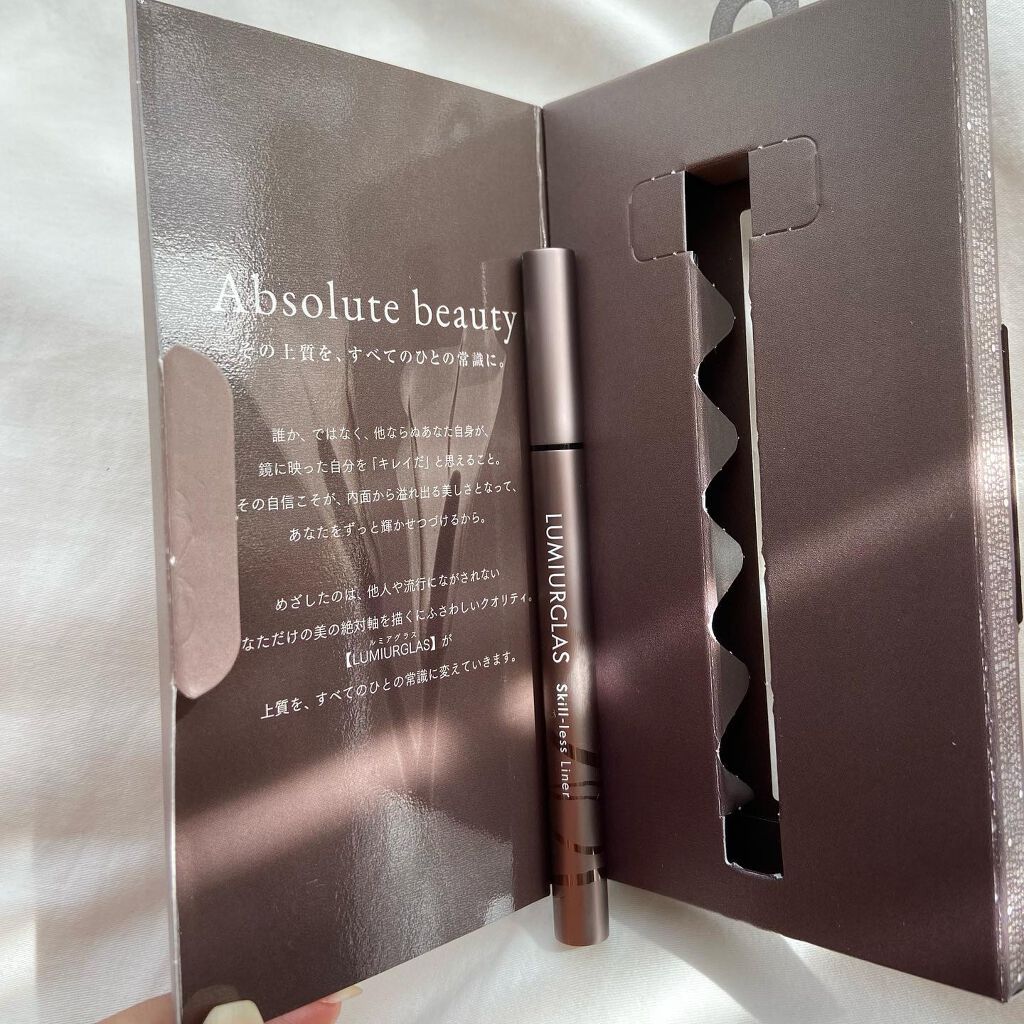 Absolute beauty
その上質を、すべてのひとの常識に。
誰か、ではなく、他ならぬあなた自身が、
鏡に映った自分を「キレイだ」と思えること。
その自信こそが、内面から溢れ出る美しさとなって、
あなたをずっと輝かせつづけるから。
めざしたのは、他人や流行にながされない
なただけの美の絶対軸を描くにふさわしいクオリティ。
ルミアグラス
【LUMIURGLAS】が
上質を、すべてのひとの常識に変えていきます。
LUMIURGLAS Skill-less Liner